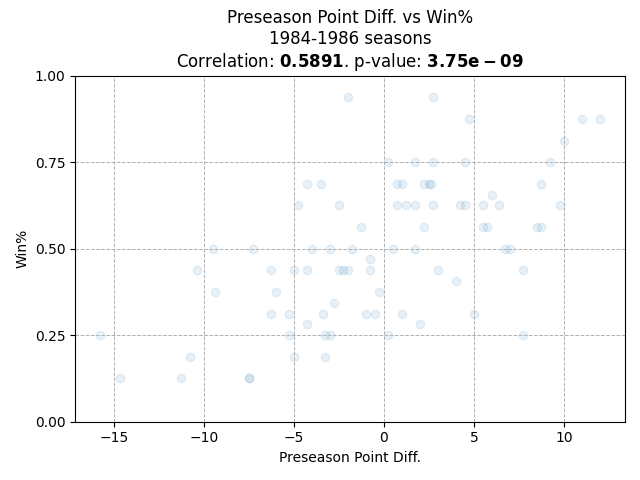 Preseason Point Diff. vs Win%
1984-1986 seasons
Correlation: 0.5891. p-value: 3.75e − 09
1.00
0.75
0.50
0.25
0.00
Win%
−15
−10
−5
0
5
10
Preseason Point Diff.